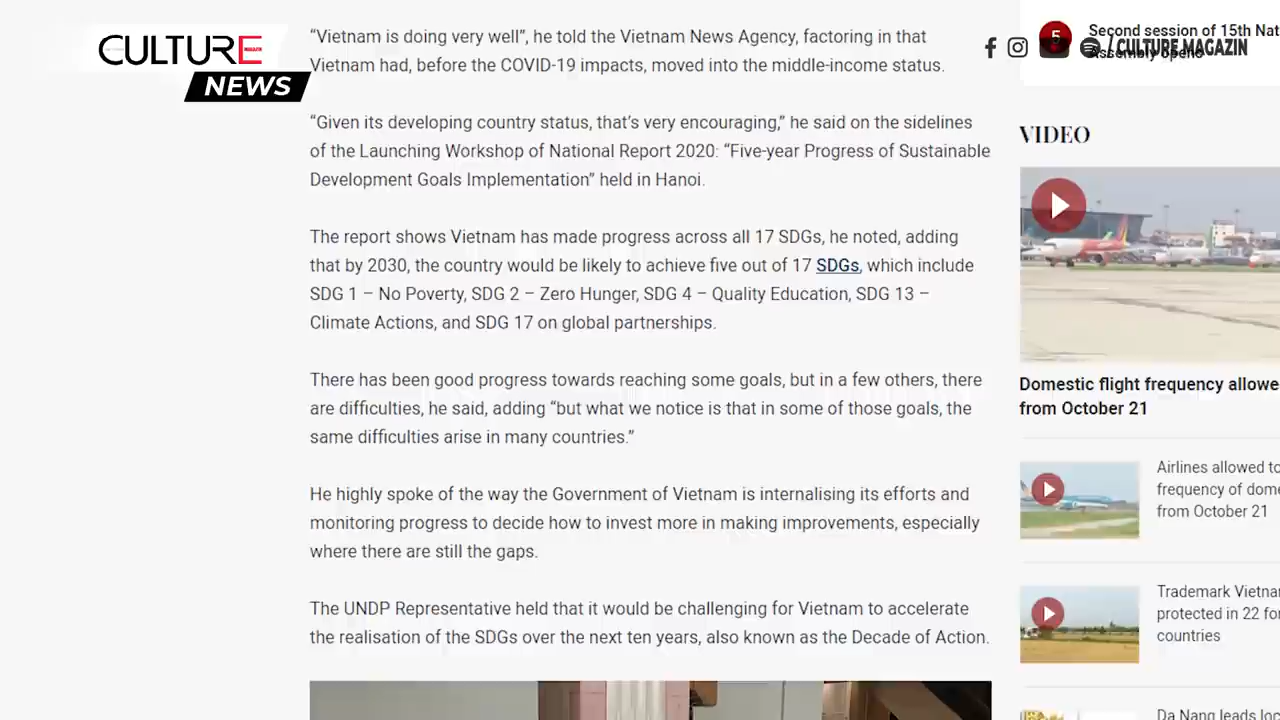 CULTURE
MAGAZIN
NEWS
“Vietnam is doing very well”, he told the Vietnam News Agency, factoring in that
Vietnam had, before the COVID-19 impacts, moved into the middle-income status.
“Given its developing country status, that’s very encouraging,” he said on the sidelines
of the Launching Workshop of National Report 2020: “Five-year Progress of Sustainable
Development Goals Implementation” held in Hanoi.
The report shows Vietnam has made progress across all 17 SDGs, he noted, adding
that by 2030, the country would be likely to achieve five out of 17 SDGs, which include
SDG 1 – No Poverty, SDG 2 – Zero Hunger, SDG 4 – Quality Education, SDG 13 –
Climate Actions, and SDG 17 on global partnerships.
There has been good progress towards reaching some goals, but in a few others, there
are difficulties, he said, adding “but what we notice is that in some of those goals, the
same difficulties arise in many countries.”
He highly spoke of the way the Government of Vietnam is internalising its efforts and
monitoring progress to decide how to invest more in making improvements, especially
where there are still the gaps.
The UNDP Representative held that it would be challenging for Vietnam to accelerate
the realisation of the SDGs over the next ten years, also known as the Decade of Action.
5
Second session of 15th Nat
Assembly opens
/ CULTURE MAGAZIN
VIDEO
Domestic flight frequency allowe
from October 21
Airlines allowed to
frequency of dome
from October 21
Trademark Vietnar
protected in 22 fo
countries
Da Nang leads loc